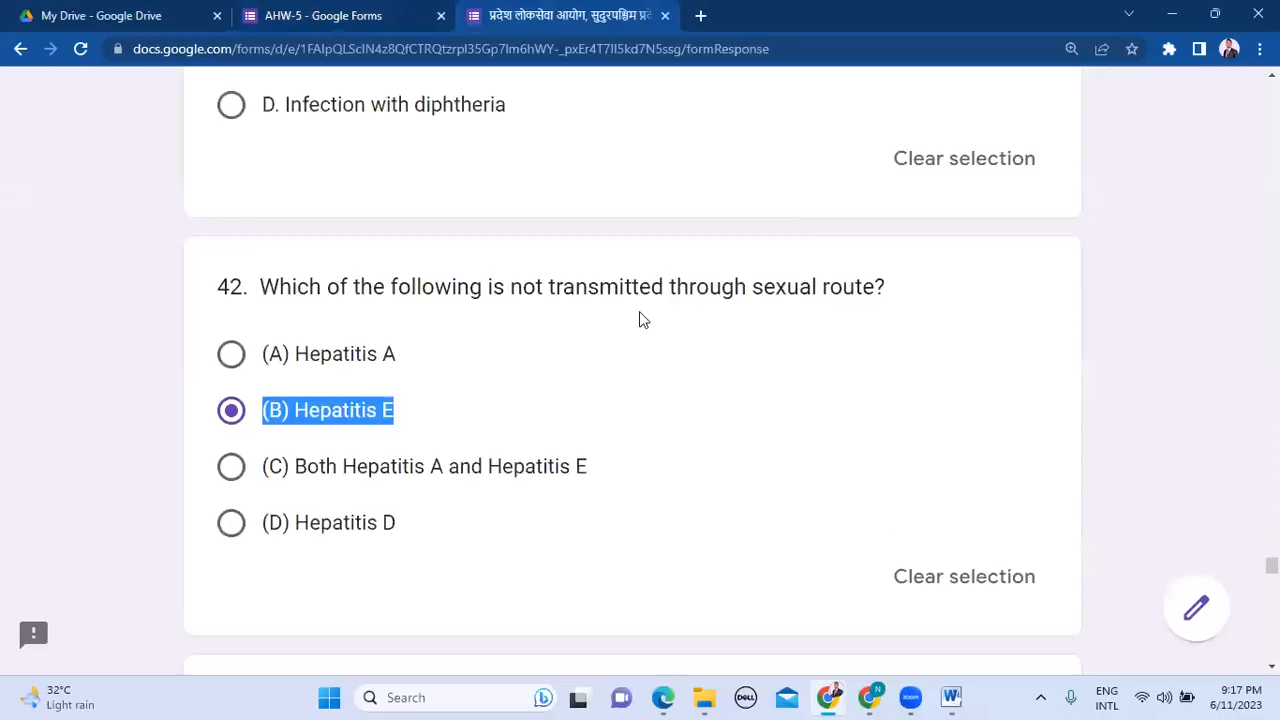 My Drive - Google Drive
AHW-5 - Google Forms
प्रदेश लोकसेवा आयोग, सुदुरपश्चिम प्रदे
docs.google.com/forms/d/e/
/formResponse
D. Infection with diphtheria
Clear selection
42. Which of the following is not transmitted through sexual route?
(A) Hepatitis A
(B) Hepatitis E
(C) Both Hepatitis A and Hepatitis E
(D) Hepatitis D
Clear selection
32°C
Light rain
Search
DELL
zoom
N
W
ENG
INTL
9:17 PM
6/11/2023